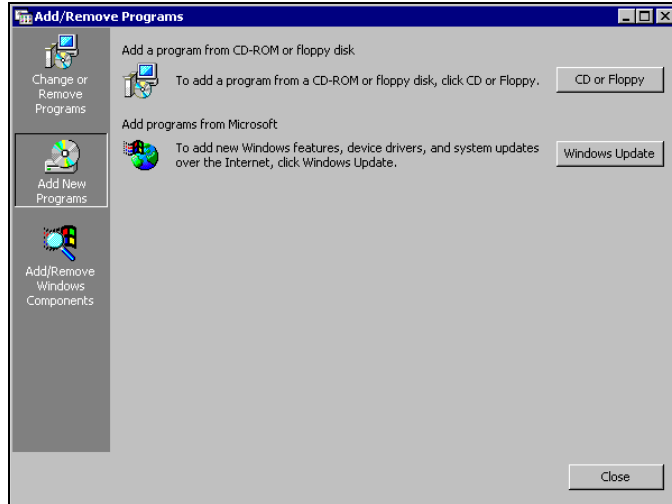 Add/Remove Programs
Change or
Remove
Programs
Add New
Programs
Add/Remove
Windows
Components
Add a program from CD-ROM or floppy disk
To add a program from a CD-ROM or floppy disk, click CD or Floppy.
CD or Floppy
Add programs from Microsoft
To add new Windows features, device drivers, and system updates
over the Internet, click Windows Update.
Windows Update
Close